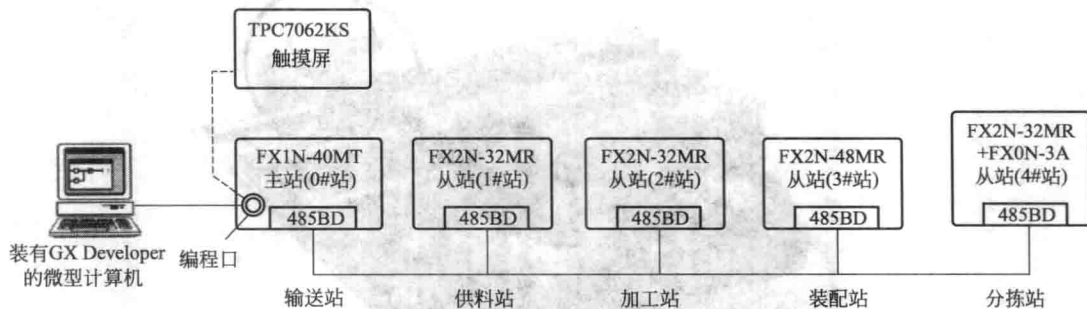 TPC7062KS
触摸屏
FX1N-40MT
主站(0#站)
485BD
FX2N-32MR
从站(1#站)
485BD
FX2N-32MR
从站(2#站)
485BD
FX2N-48MR
从站(3#站)
485BD
FX2N-32MR
+FX0N-3A
从站(4#站)
485BD
装有GX Developer
的微型计算机
编程口
输送站
供料站
加工站
装配站
分拣站